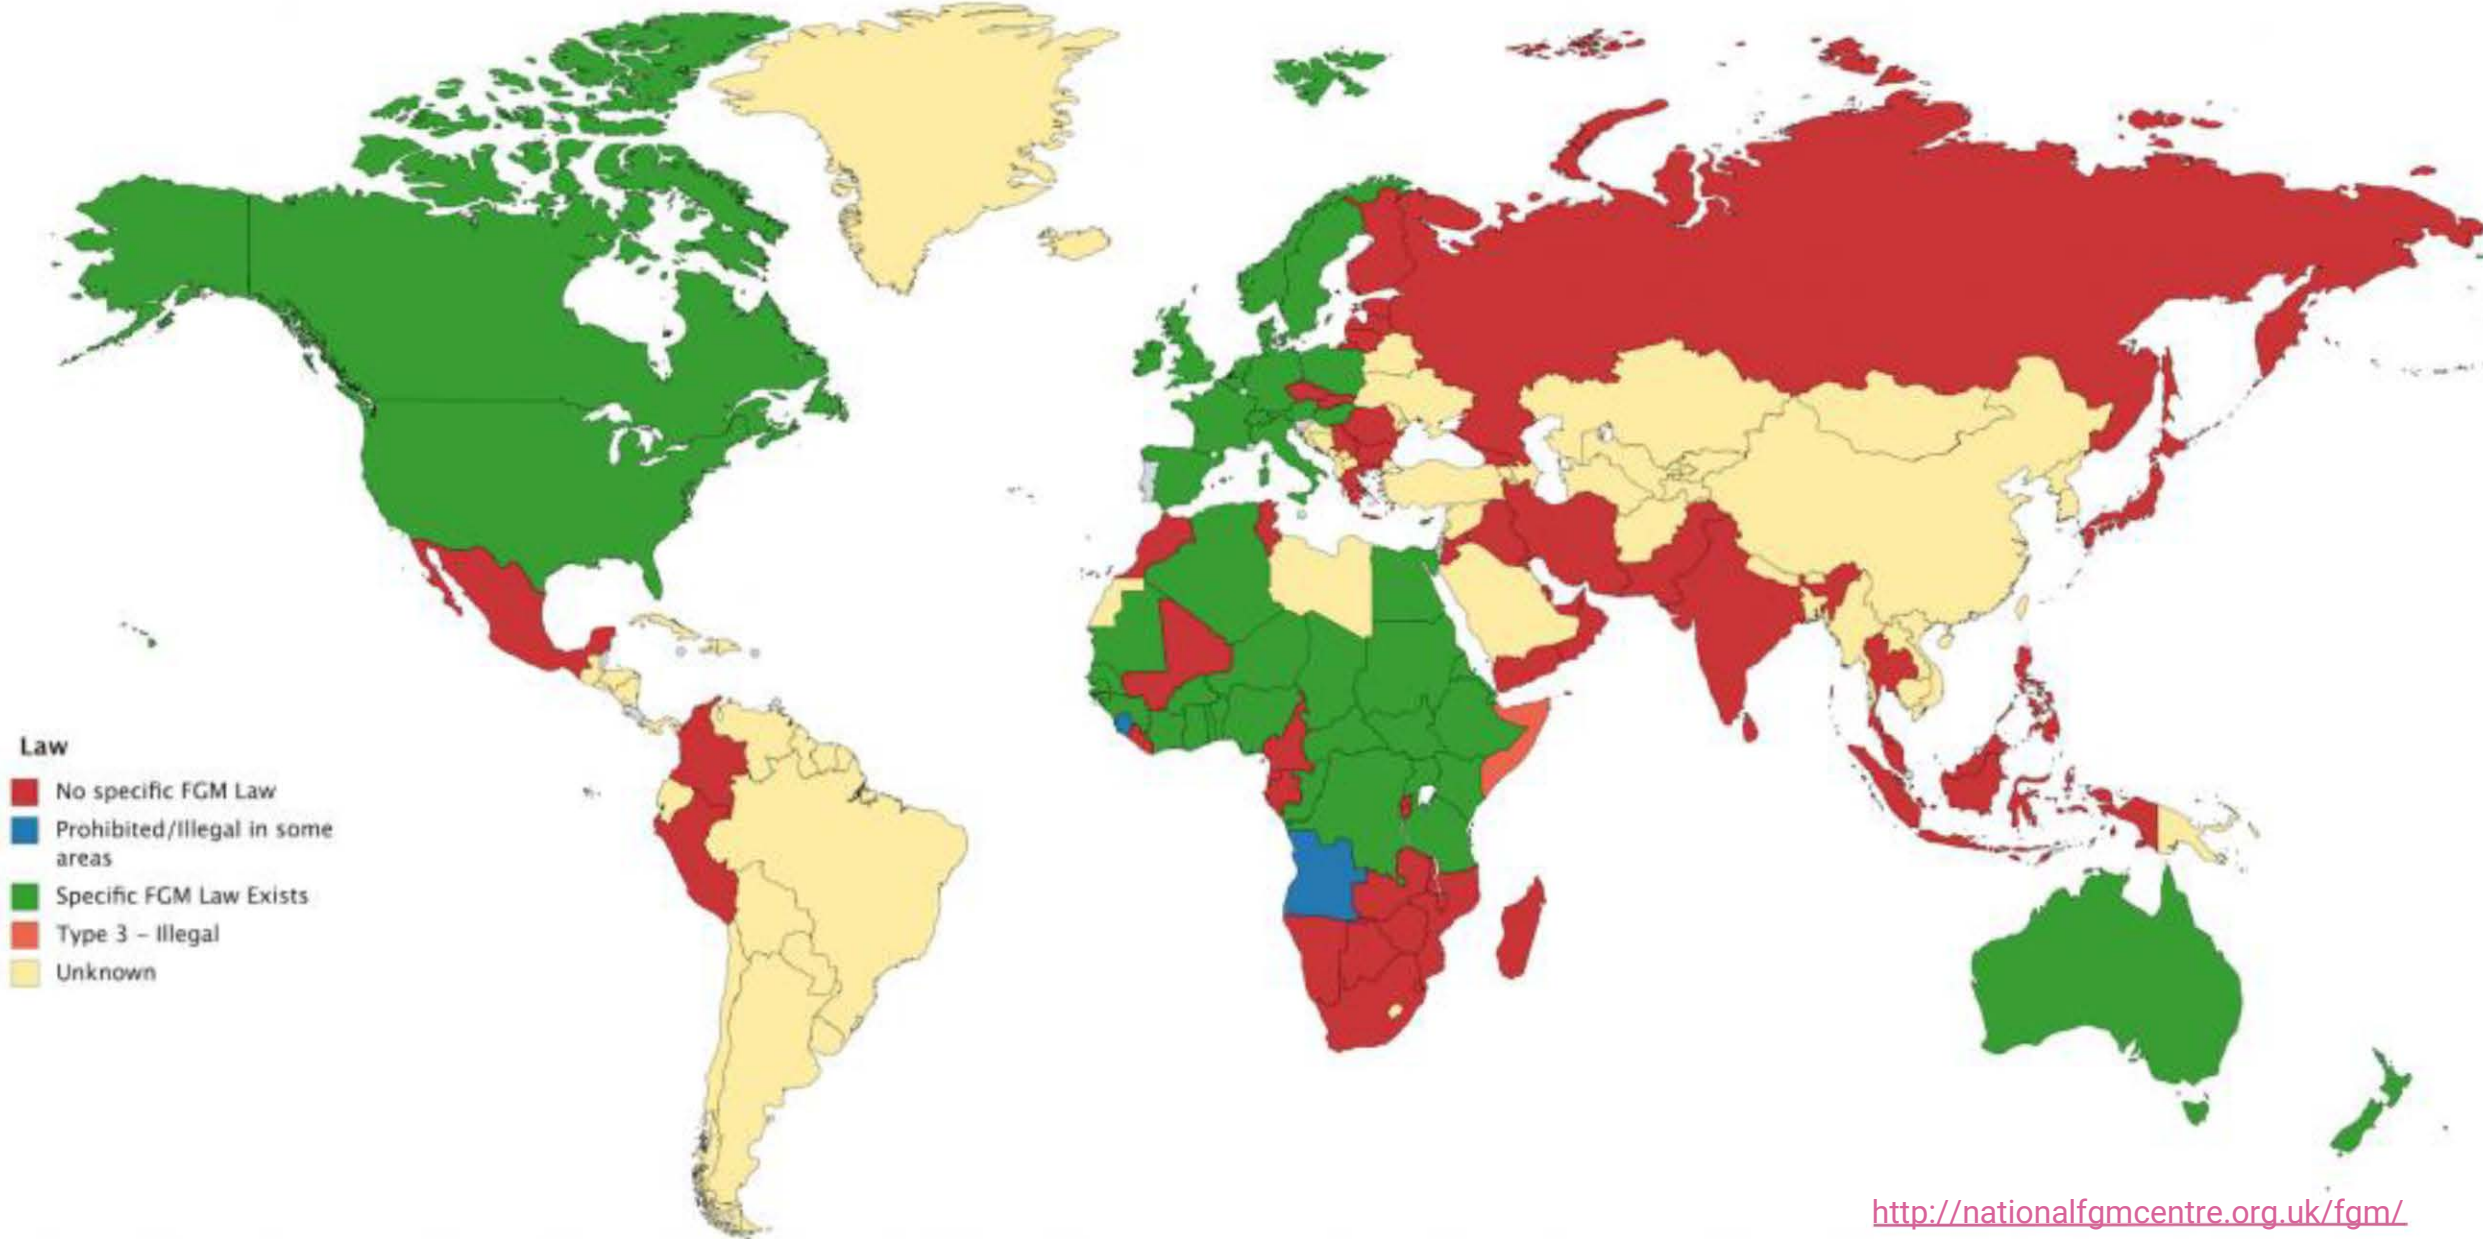 Law
No specific FGM Law
Prohibited/Illegal in some
areas
Specific FGM Law Exists
Type 3 – Illegal
Unknown
http://nationalfgmcentre.org.uk/fgm/